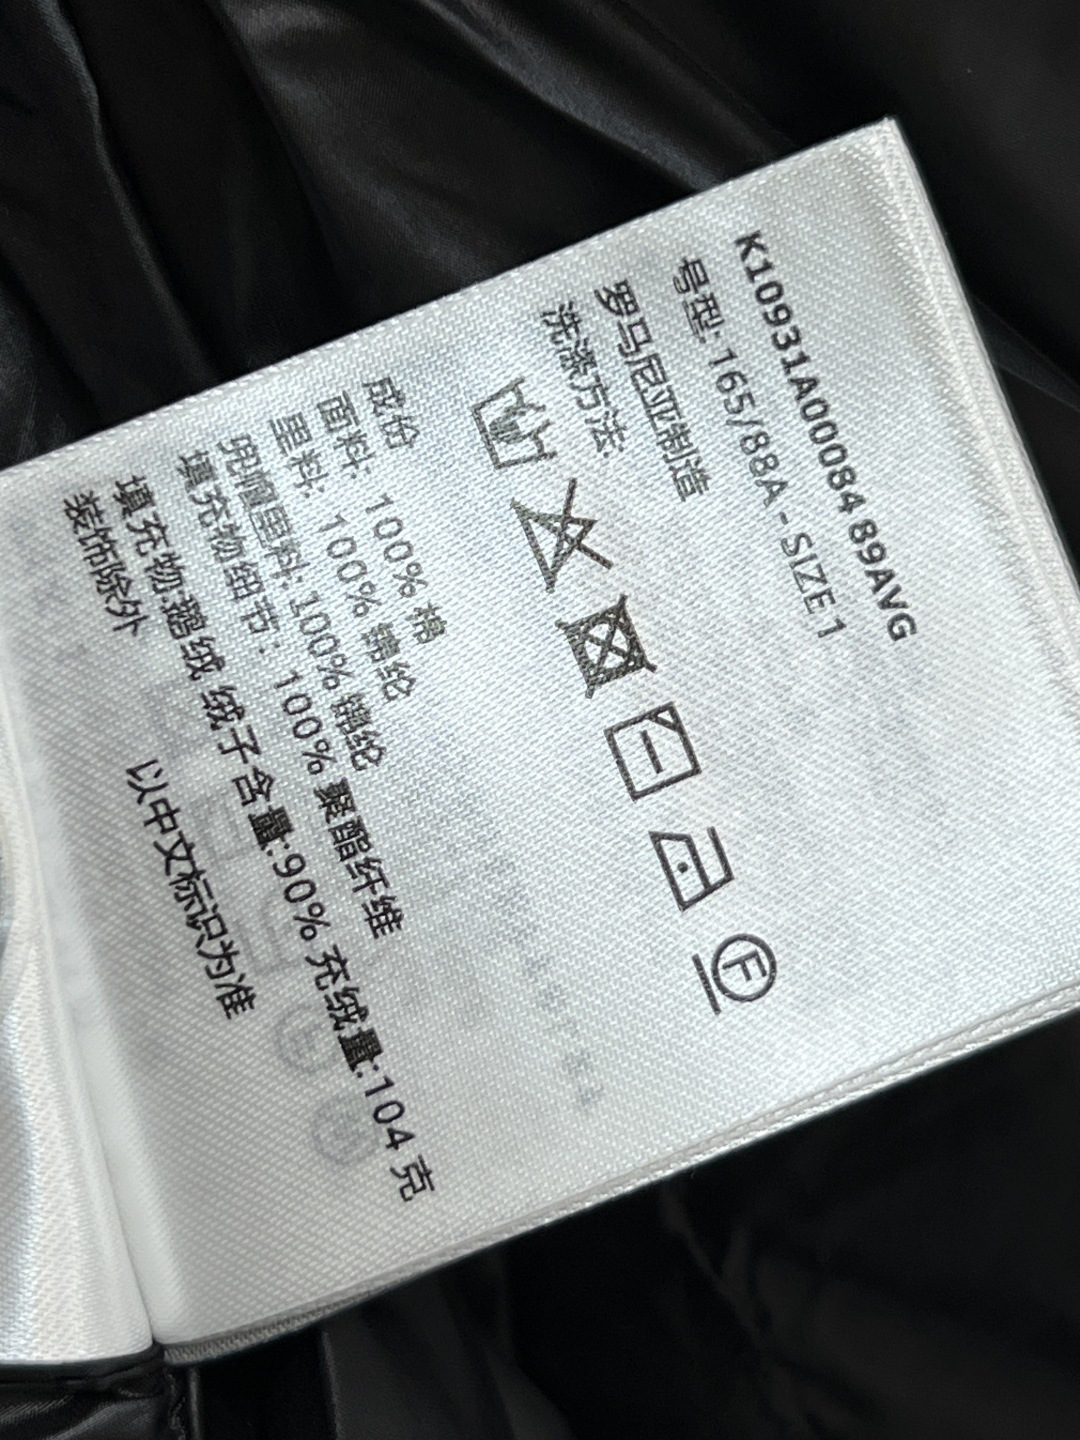 K10931A00084 89AVG
号型: 165/88A - SIZE 1
罗马尼亚制造
洗涤方法:
F
成份
面料: 100% 棉
里料: 100% 锦纶
兜帽里料: 100% 锦纶
填充物细节: 100% 聚酯纤维
填充物: 绒 绒子含量:90% 充绒量:104 克
装饰除外
以中文标识为准